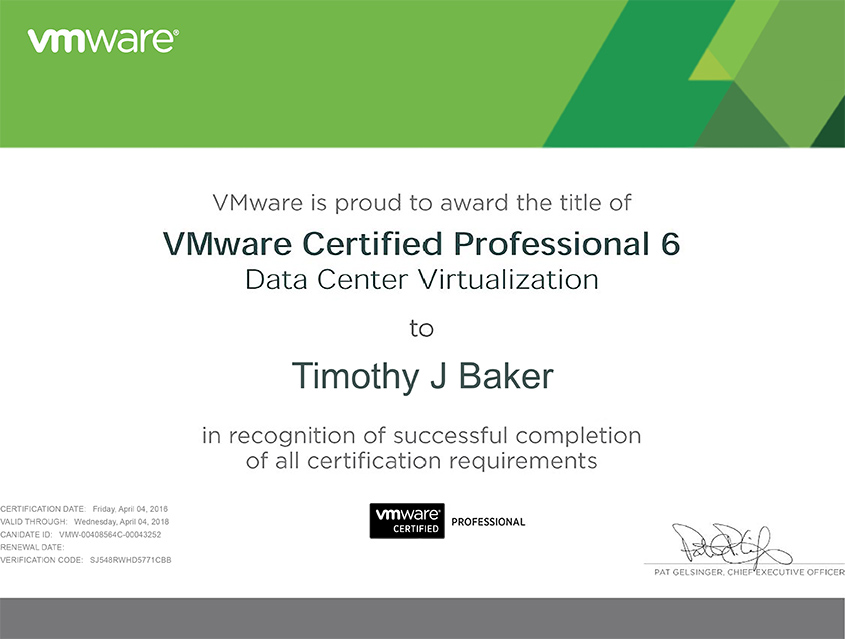 vmware®
VMware is proud to award the title of
VMware Certified Professional 6
Data Center Virtualization
to
Timothy J Baker
in recognition of successful completion
of all certification requirements
CERTIFICATION DATE: Friday, April 04, 2016
VALID THROUGH: Wednesday, April 04, 2018
CANIDATE ID: VMW-00408564C-00043252
RENEWAL DATE:
VERIFICATION CODE: SJ548RWHD5771CBB
vmware®
CERTIFIED
PROFESSIONAL
PAT GELSINGER, CHIEF EXECUTIVE OFFICER